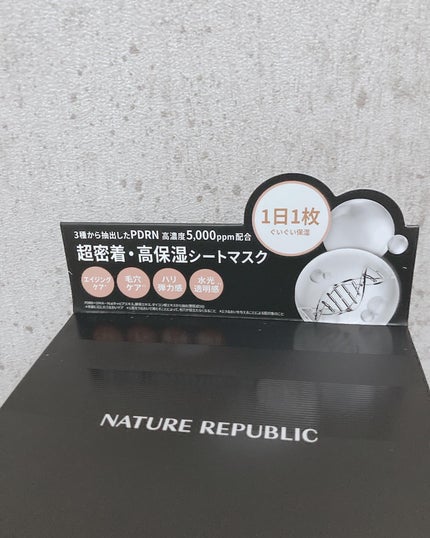 1日1枚
ぐいぐい保湿
3種から抽出したPDRN 高濃度5,000ppm配合
超密着・高保湿シートマスク
エイジング
ケア
毛穴
ケア
ハリ
弾力感
水光
透明感
NATURE REPUBLIC